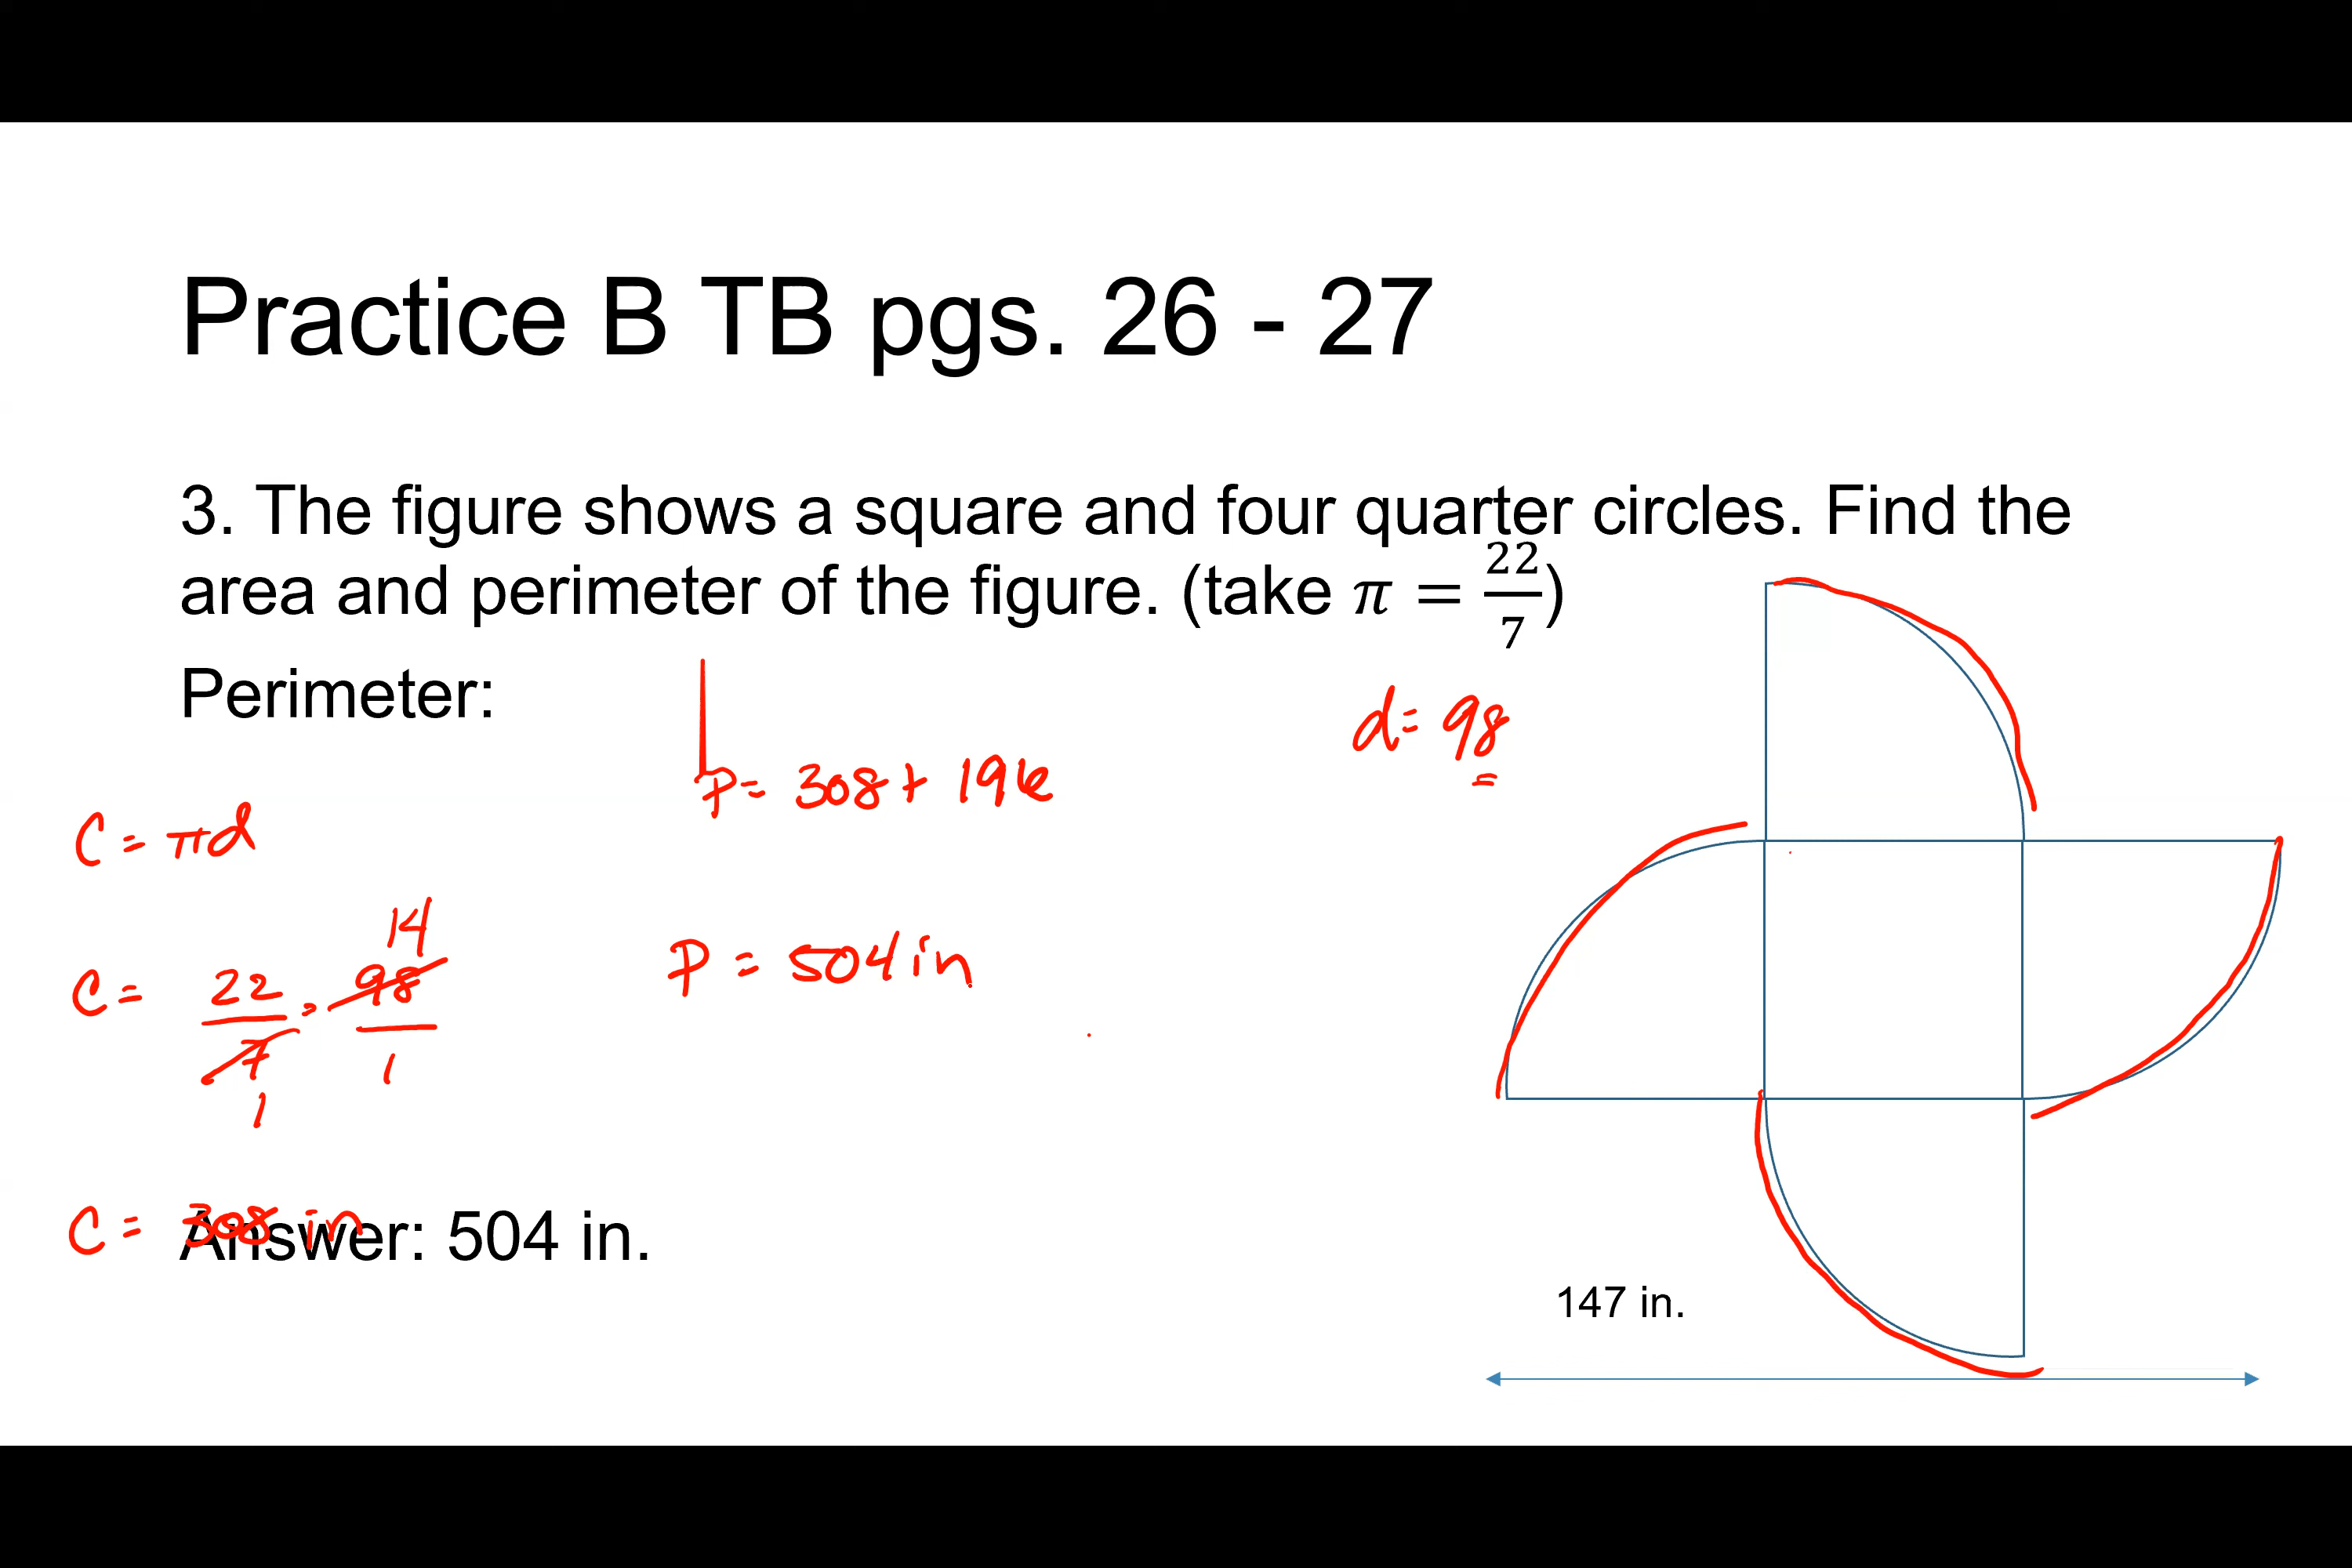 Practice B TB pgs. 26 - 27
3. The figure shows a square and four quarter circles. Find the
area and perimeter of the figure. (take π = 22/7)
Perimeter:
d = 98
P = 308 + 196
C = πd
14
C = 22/7 · 98/1
1
P = 504 in
C = 308 in
Answer: 504 in.
147 in.